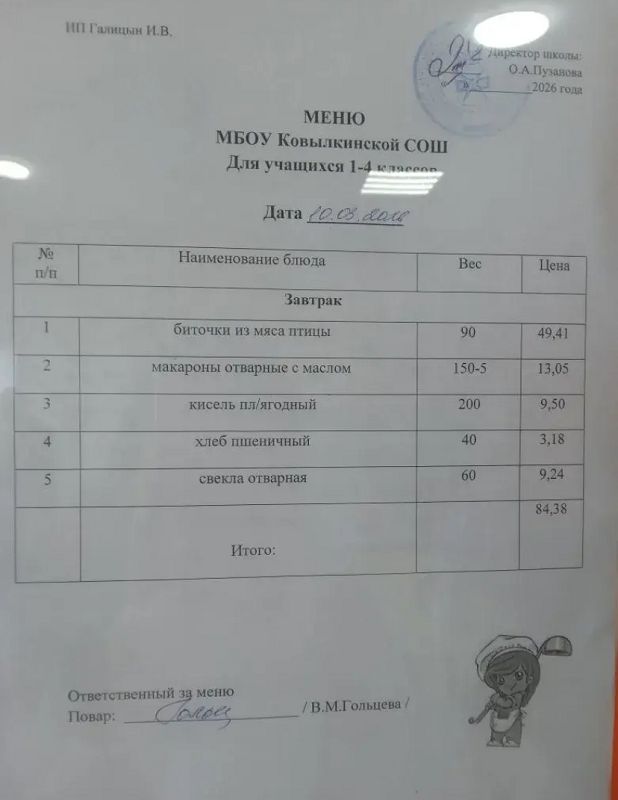 ИП Галицын И.В.
Директор школы:
О.А.Пузанова
2026 года
МЕНЮ
МБОУ Ковылкинской СОШ
Для учащихся 1-4 классов
Дата 10.03.2026
№ п/п Наименование блюда Вес Цена
Завтрак
1 биточки из мяса птицы 90 49,41
2 макароны отварные с маслом 150-5 13,05
3 кисель пл/ягодный 200 9,50
4 хлеб пшеничный 40 3,18
5 свекла отварная 60 9,24
84,38
Итого:
Ответственный за меню
Повар: / В.М.Гольцева /